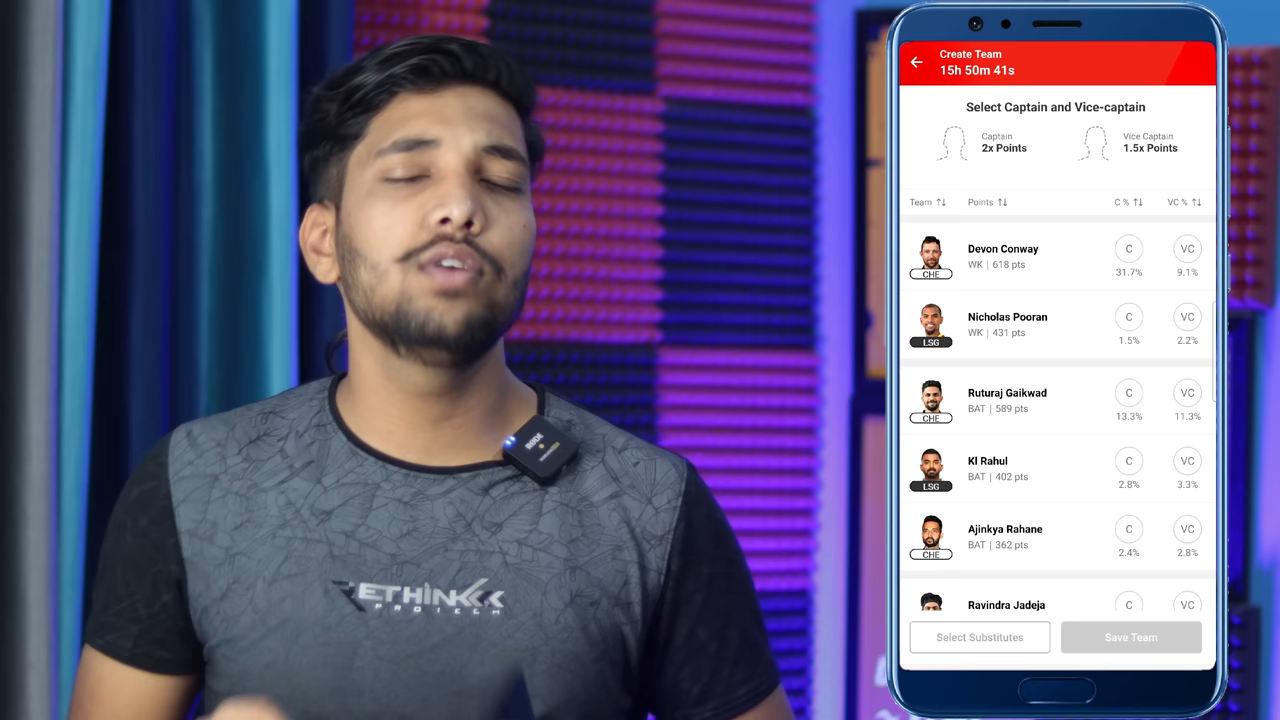 RØDE
RETHINK
PROJECT
Create Team
15h 50m 41s
Select Captain and Vice-captain
Captain
2x Points
Vice Captain
1.5x Points
Team ↑↓ Points ↑↓ C % ↑↓ VC % ↑↓
Devon Conway C VC
CHE WK | 618 pts 31.7% 9.1%
Nicholas Pooran C VC
LSG WK | 431 pts 1.5% 2.2%
Ruturaj Gaikwad C VC
CHE BAT | 589 pts 13.3% 11.3%
Kl Rahul C VC
LSG BAT | 402 pts 2.8% 3.3%
Ajinkya Rahane C VC
CHE BAT | 362 pts 2.4% 2.8%
Ravindra Jadeja C VC
Select Substitutes Save Team